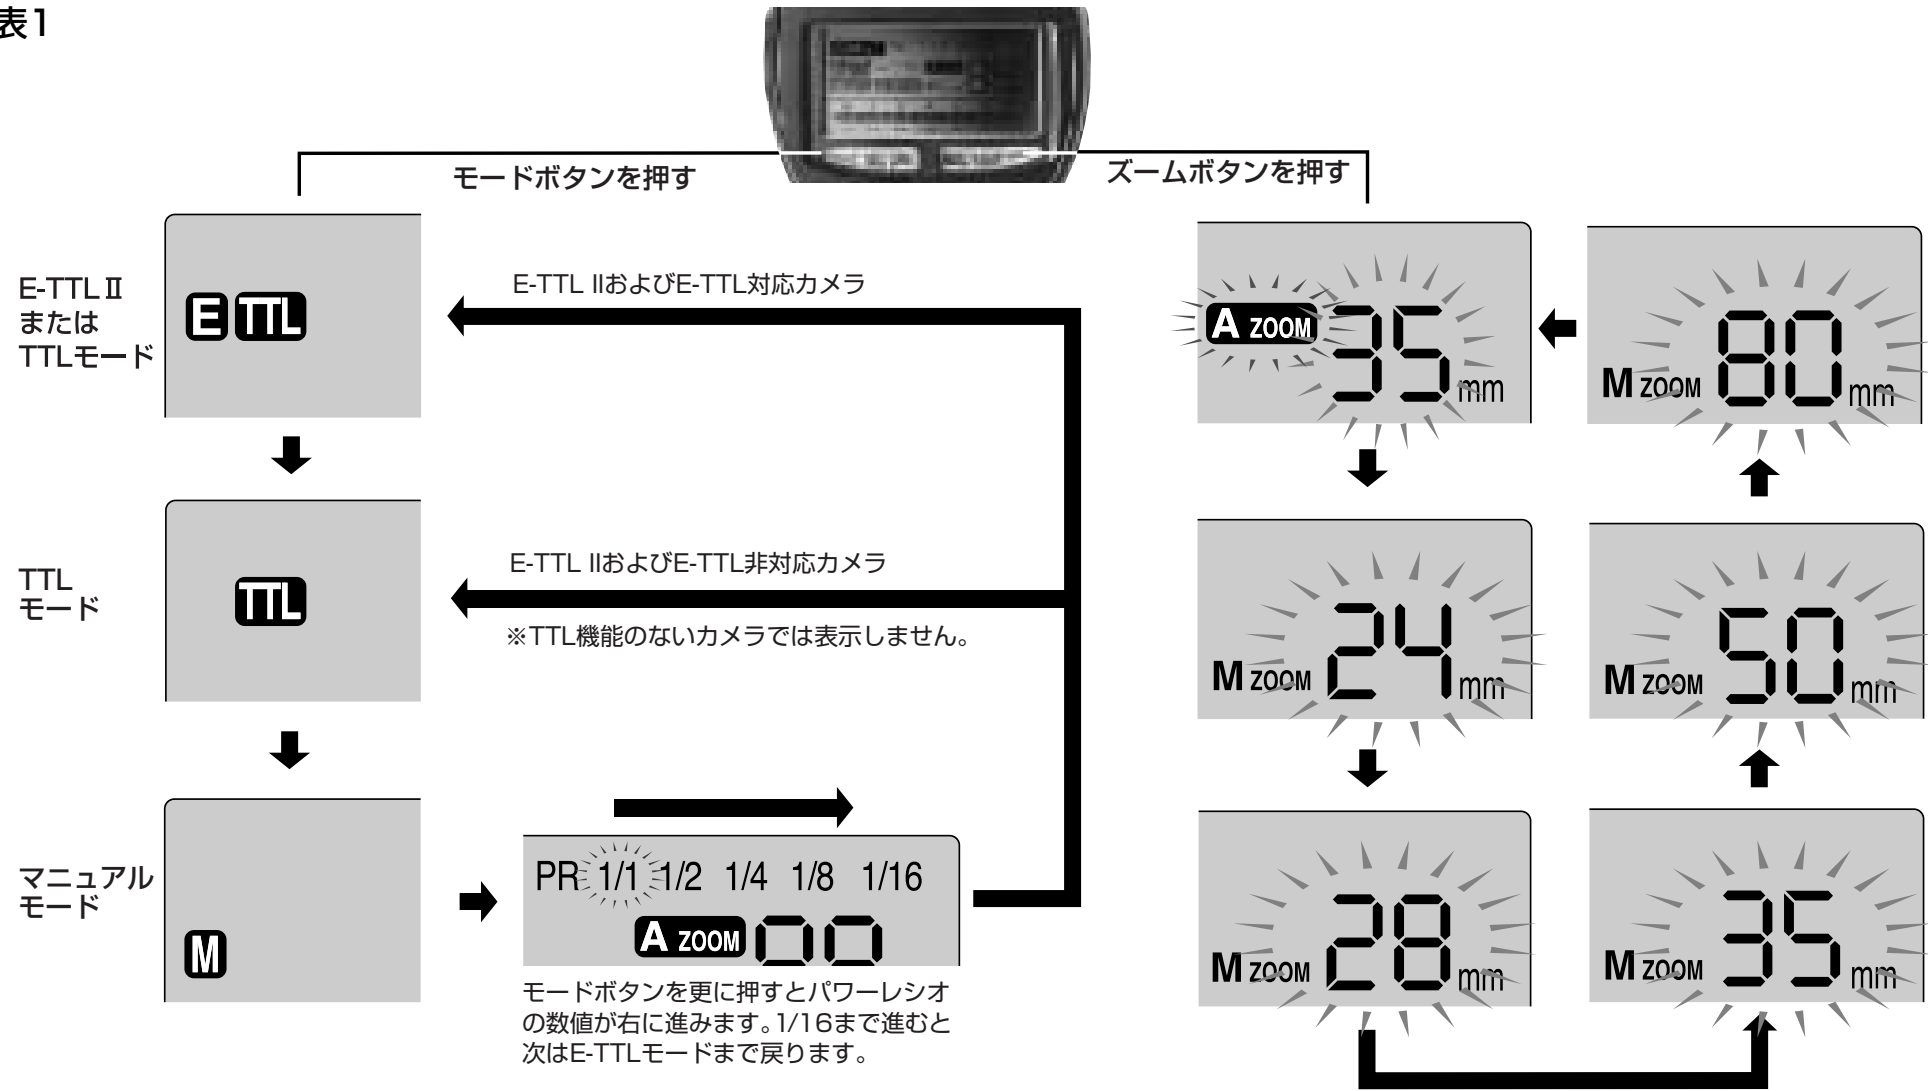 表1
モードボタンを押す
ズームボタンを押す
E-TTLⅡ
または
TTLモード
E TTL
E-TTL IIおよびE-TTL対応カメラ
TTL
モード
TTL
E-TTL IIおよびE-TTL非対応カメラ
※TTL機能のないカメラでは表示しません。
マニュアル
モード
M
PR 1/1 1/2 1/4 1/8 1/16
A ZOOM
モードボタンを更に押すとパワーレシオ
の数値が右に進みます。1/16まで進むと
次はE-TTLモードまで戻ります。
A ZOOM 35 mm
M ZOOM 24 mm
M ZOOM 28 mm
M ZOOM 35 mm
M ZOOM 50 mm
M ZOOM 80 mm